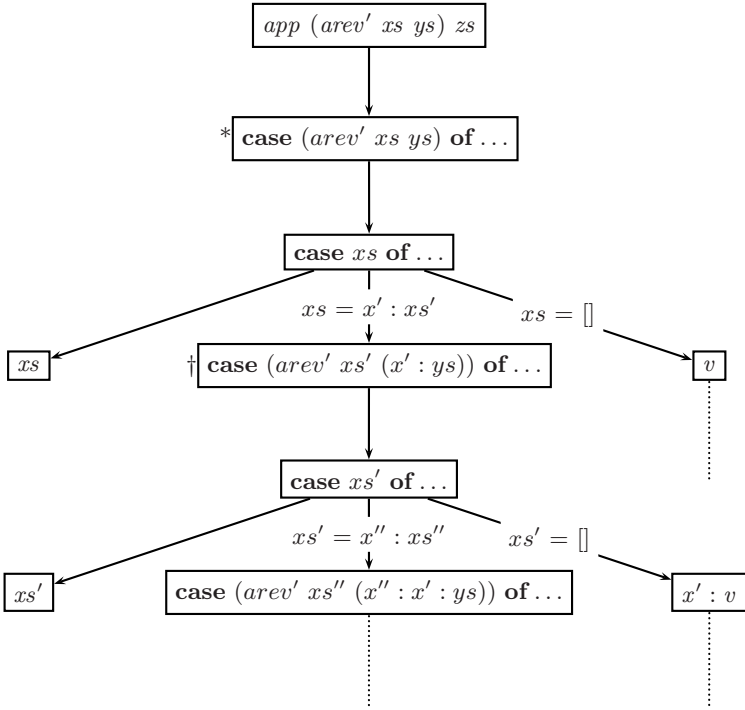 app (arev′ xs ys) zs
* case (arev′ xs ys) of ...
case xs of ...
xs = x′ : xs′
xs = []
xs
† case (arev′ xs′ (x′ : ys)) of ...
v
case xs′ of ...
xs′ = x′′ : xs′′
xs′ = []
xs′
case (arev′ xs′′ (x′′ : x′ : ys)) of ...
x′ : v